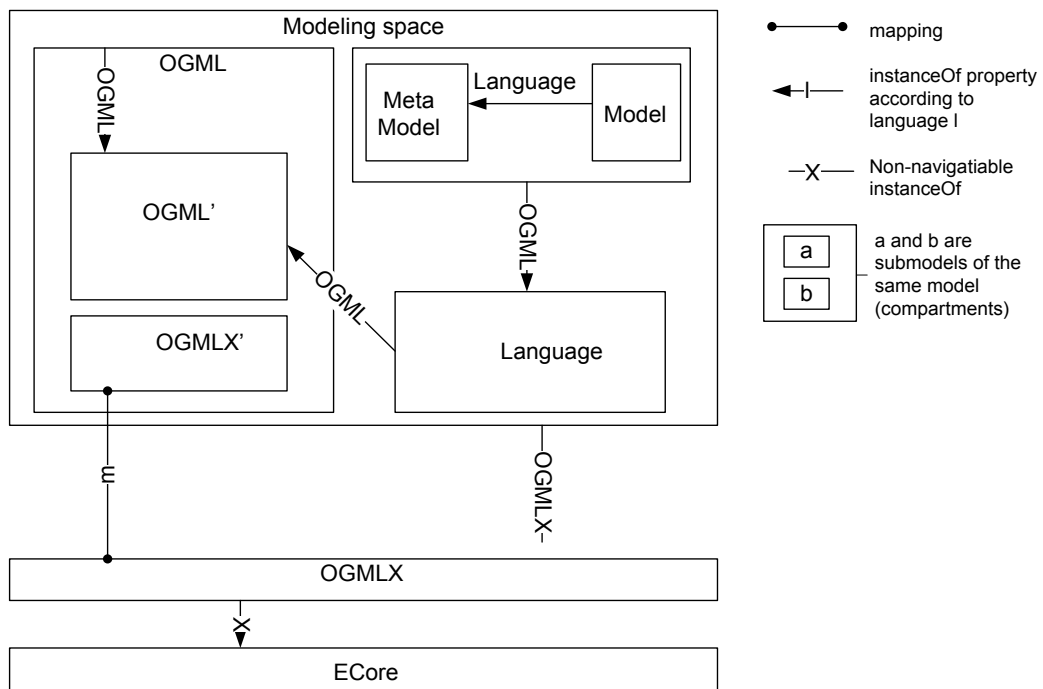 Modeling space
OGML
OGML
OGML’
OGMLX’
Language
Meta
Model
Model
OGML
OGML
Language
m
OGMLX
OGMLX
X
ECore
mapping
l
instanceOf property
according to
language l
X
Non-navigatiable
instanceOf
a
b
a and b are
submodels of the
same model
(compartments)